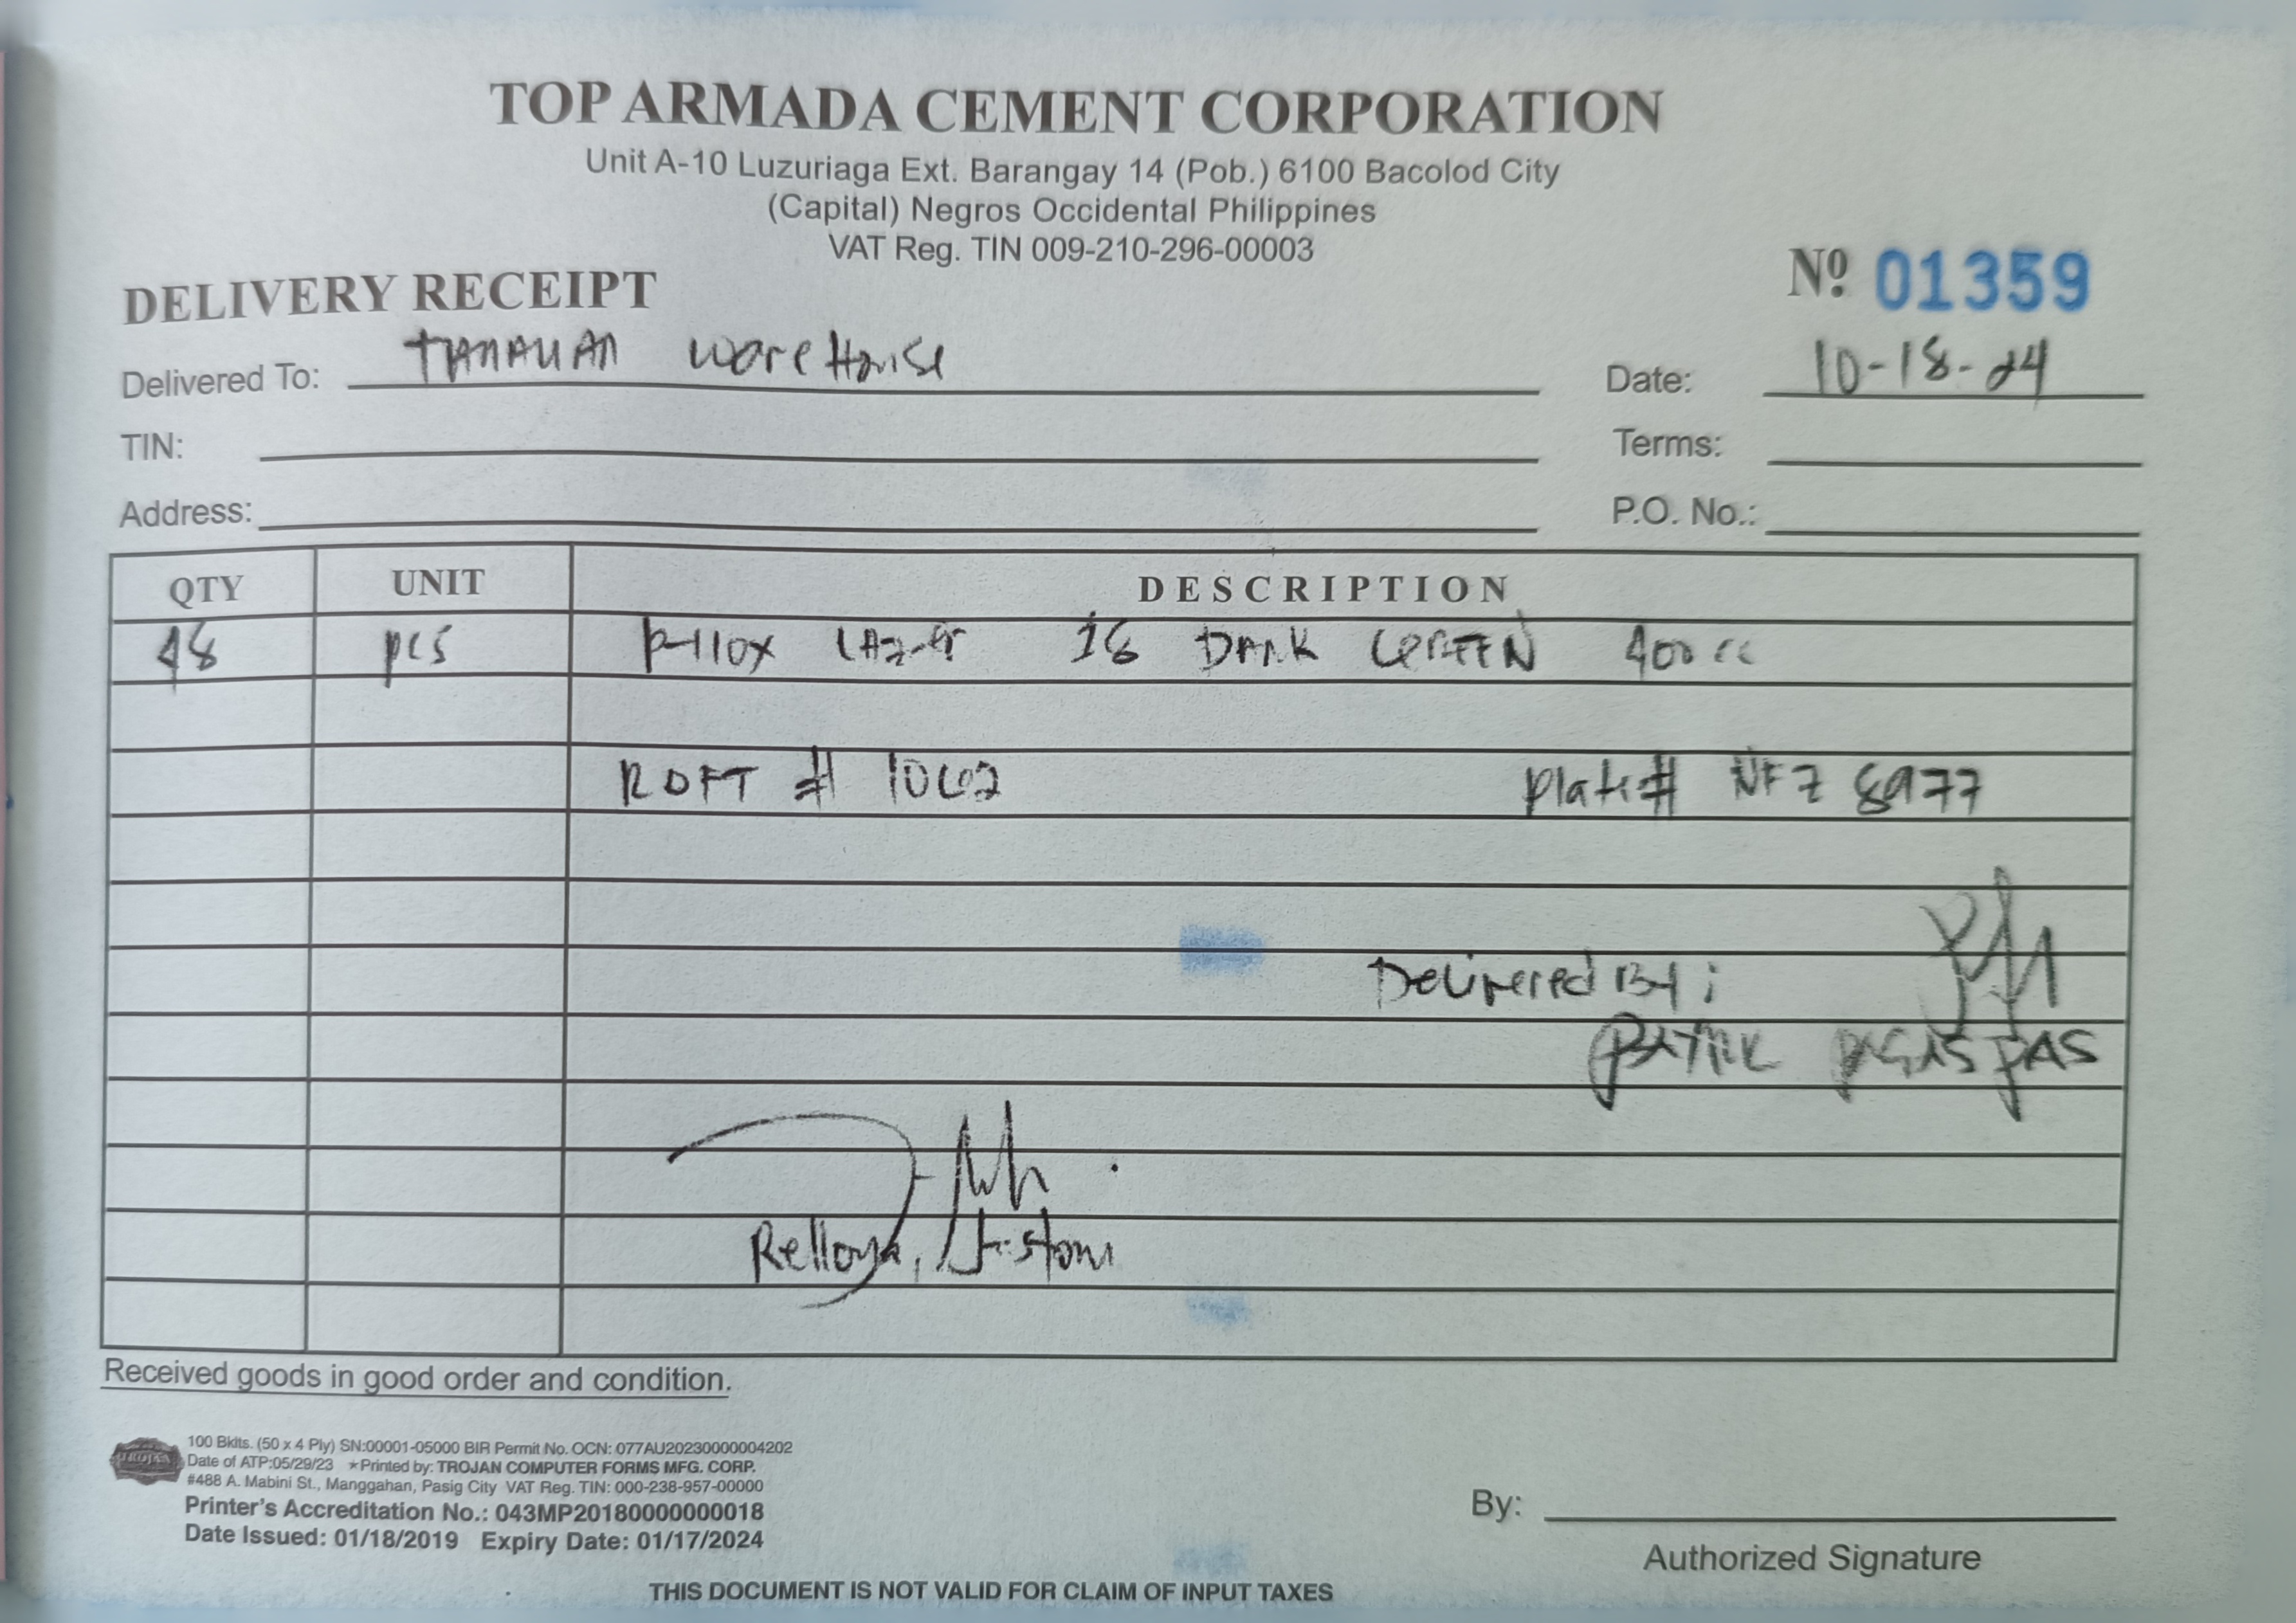 TOP ARMADA CEMENT CORPORATION
Unit A-10 Luzuriaga Ext. Barangay 14 (Pob.) 6100 Bacolod City
(Capital) Negros Occidental Philippines
VAT Reg. TIN 009-210-296-00003
DELIVERY RECEIPT Nº 01359
Delivered To: TANAUAN WareHouse Date: 10-18-24
TIN: Terms:
Address: P.O. No.:
QTY UNIT DESCRIPTION
48 pcs 16 DARK GREEN 400 cc
ROFT # Plate# NFZ 8977
Delivered By:
Relloya,
Received goods in good order and condition.
TROJAN
100 Bklts. (50 x 4 Ply) SN:00001-05000 BIR Permit No. OCN: 077AU20230000004202
Date of ATP:05/29/23 ★Printed by: TROJAN COMPUTER FORMS MFG. CORP.
#488 A. Mabini St., Manggahan, Pasig City VAT Reg. TIN: 000-238-957-00000
Printer's Accreditation No.: 043MP20180000000018
Date Issued: 01/18/2019 Expiry Date: 01/17/2024
By:
Authorized Signature
THIS DOCUMENT IS NOT VALID FOR CLAIM OF INPUT TAXES